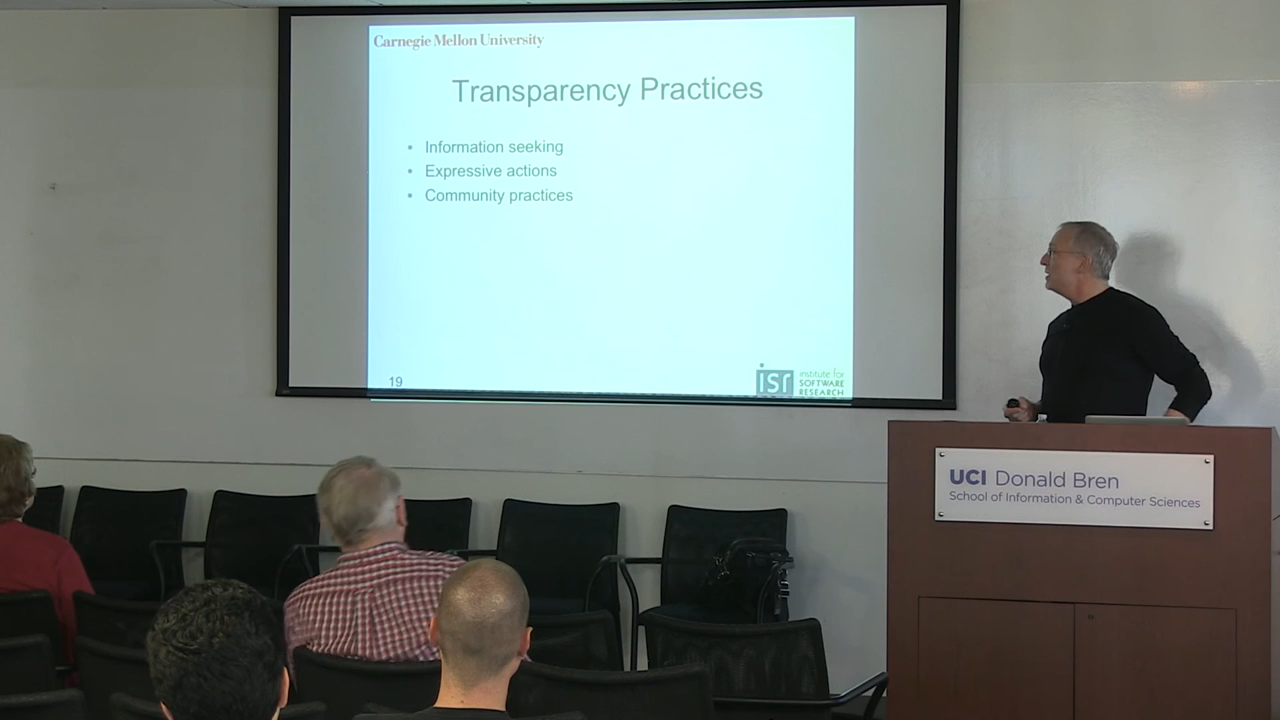 Carnegie Mellon University
Transparency Practices
• Information seeking
• Expressive actions
• Community practices
19
isr institute for
SOFTWARE
RESEARCH
UCI Donald Bren
School of Information & Computer Sciences